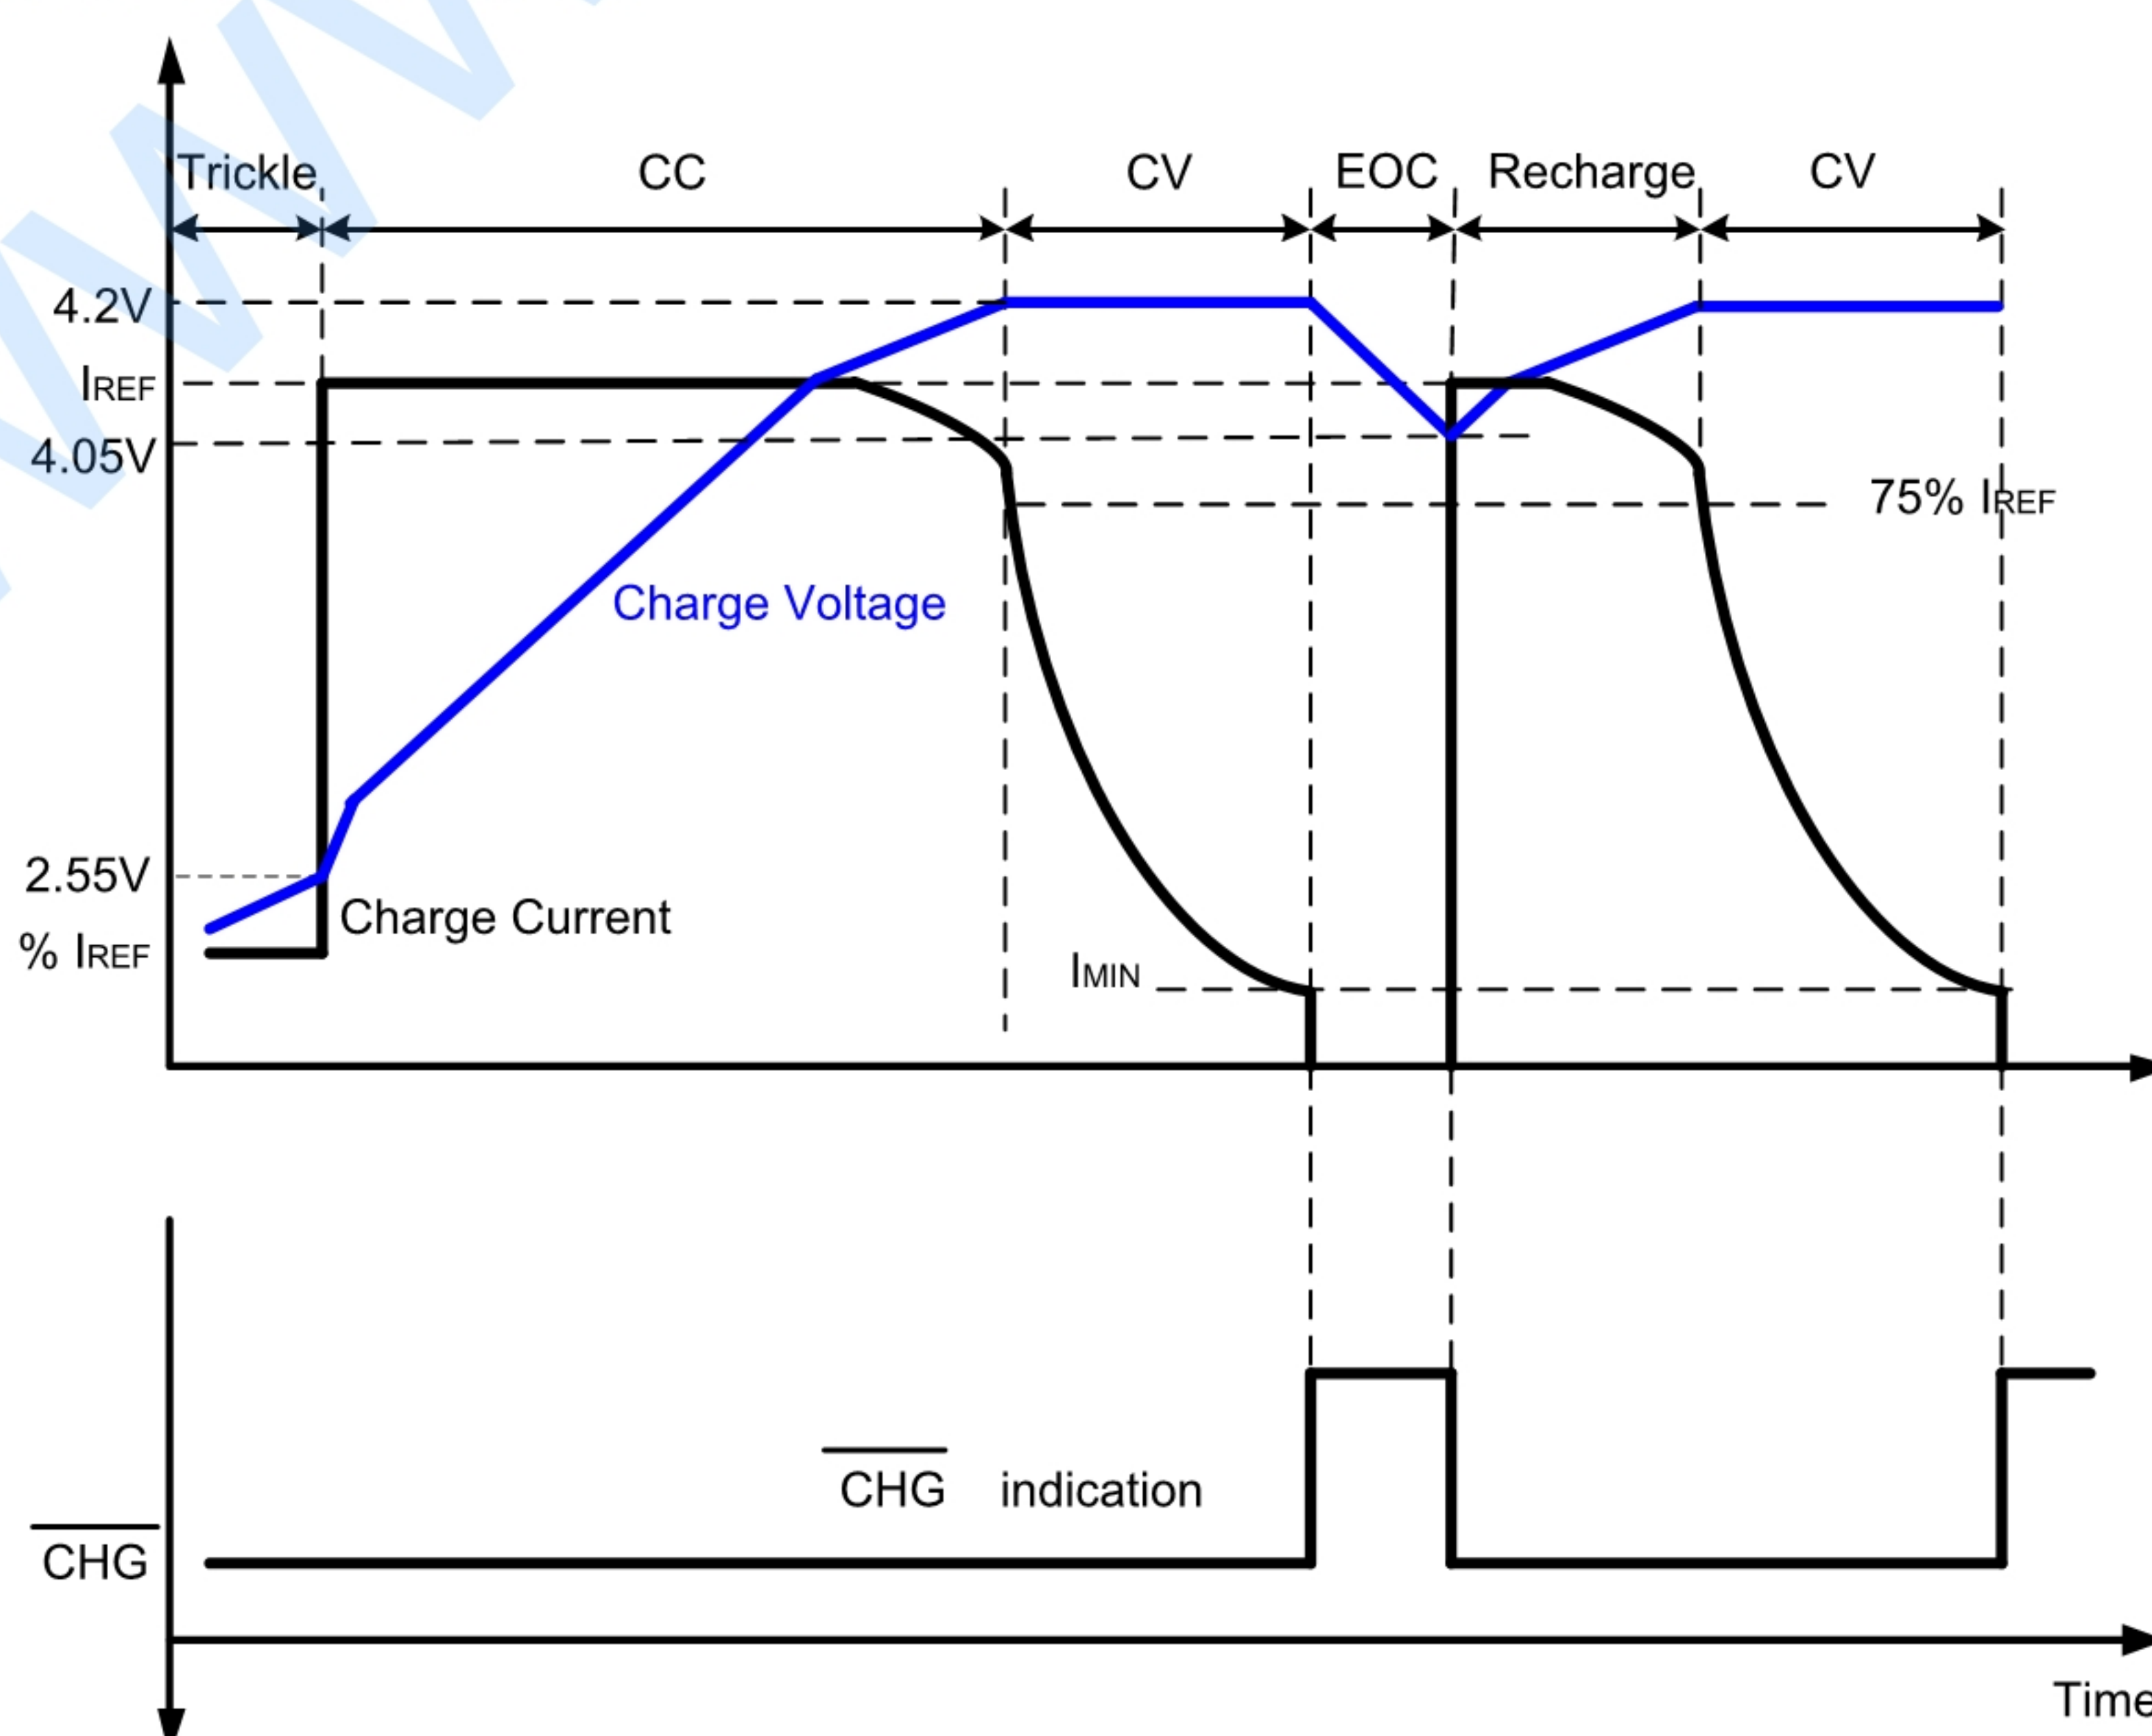 Trickle CC CV EOC Recharge CV
4.2V
IREF
4.05V
75% IREF
Charge Voltage
2.55V
Charge Current
% IREF
IMIN
CHG indication
CHG
Time